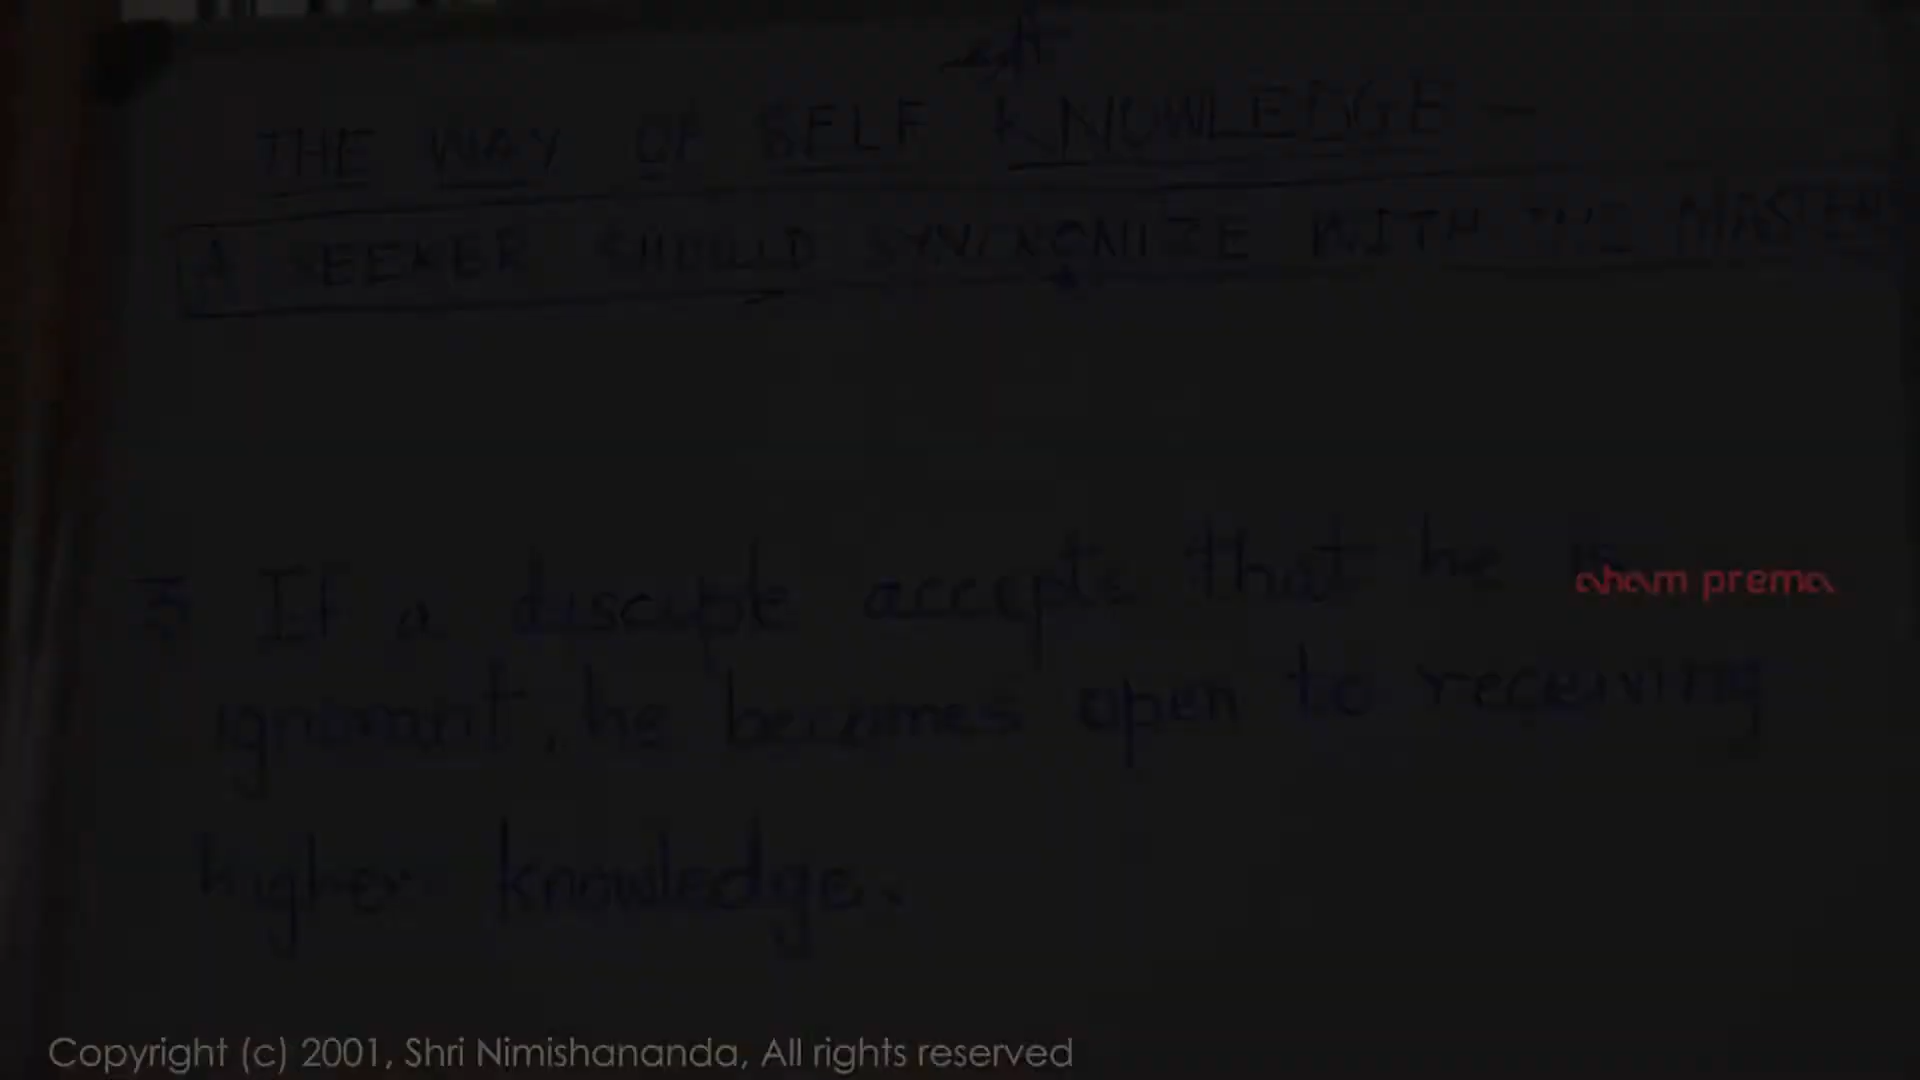 THE WAY OF SELF KNOWLEDGE -
A SEEKER SHOULD SYNCRONIZE WITH THE MASTER
If a disciple accepts that he is
aham prema
ignorant, he becomes open to receiving
higher knowledge.
Copyright (c) 2001, Shri Nimishananda, All rights reserved